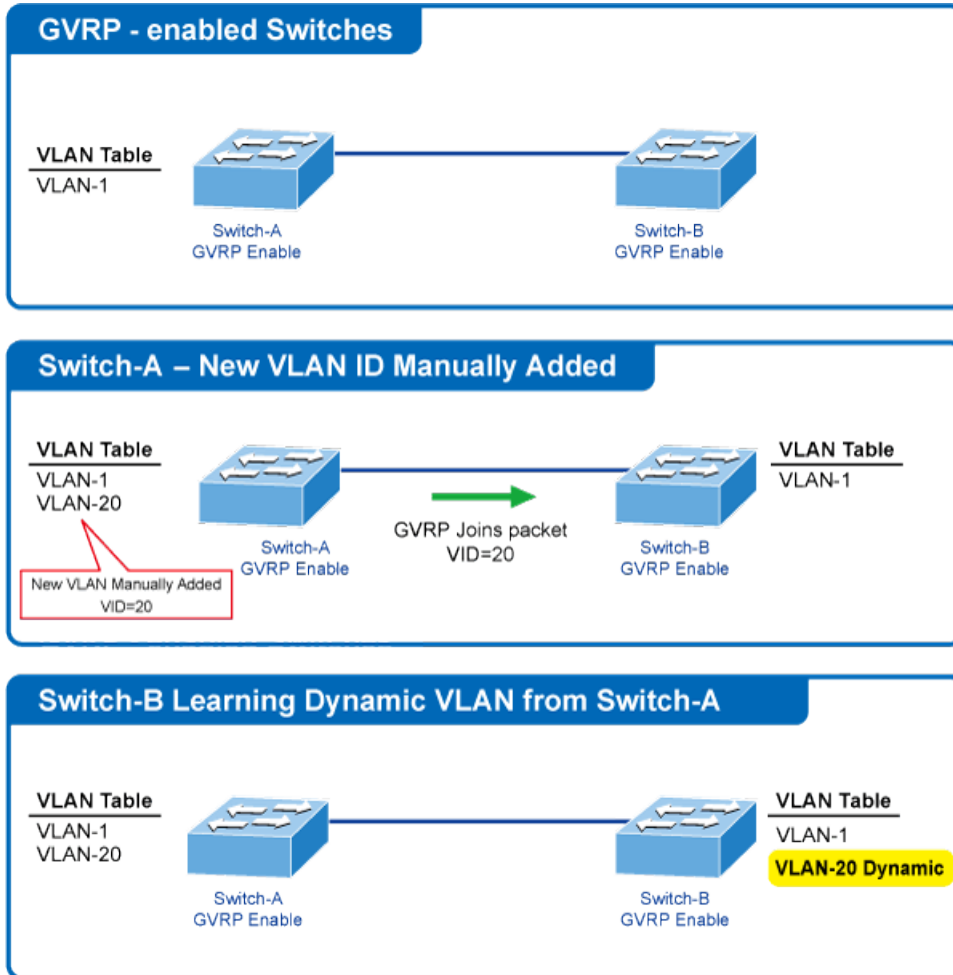 GVRP - enabled Switches
VLAN Table
VLAN-1
Switch-A
GVRP Enable
Switch-B
GVRP Enable
Switch-A – New VLAN ID Manually Added
VLAN Table
VLAN-1
VLAN-20
New VLAN Manually Added
VID=20
Switch-A
GVRP Enable
GVRP Joins packet
VID=20
Switch-B
GVRP Enable
VLAN Table
VLAN-1
Switch-B Learning Dynamic VLAN from Switch-A
VLAN Table
VLAN-1
VLAN-20
Switch-A
GVRP Enable
Switch-B
GVRP Enable
VLAN Table
VLAN-1
VLAN-20 Dynamic